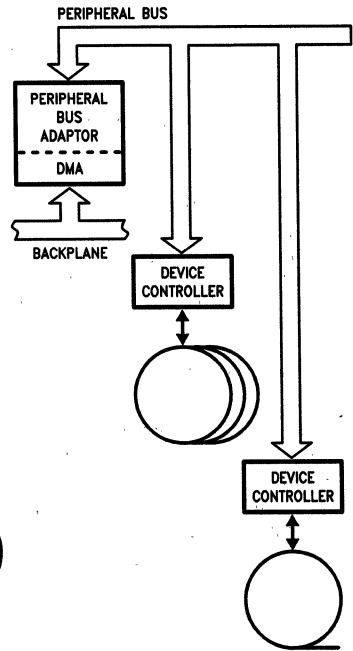 PERIPHERAL BUS
PERIPHERAL
BUS
ADAPTOR
DMA
BACKPLANE
DEVICE
CONTROLLER
DEVICE
CONTROLLER